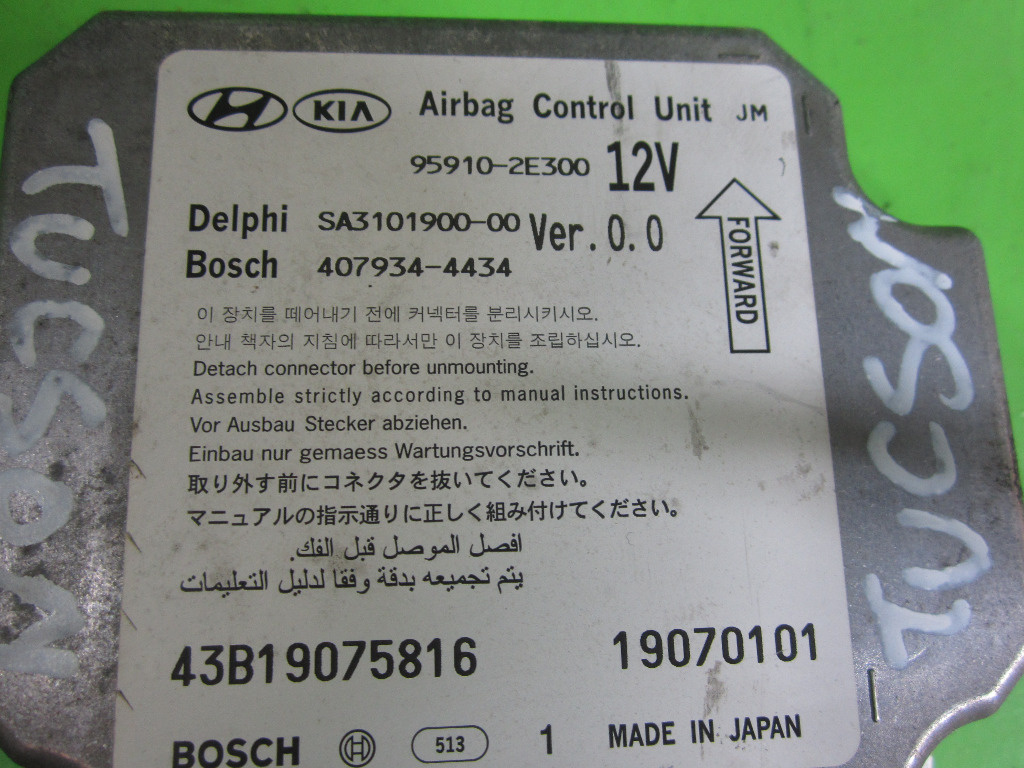 KIA Airbag Control Unit JM
95910-2E300 12V
Delphi SA3101900-00 Ver.0.0
Bosch 407934-4434
FORWARD
이 장치를 떼어내기 전에 커넥터를 분리시키시오.
안내 책자의 지침에 따라서만 이 장치를 조립하십시오.
Detach connector before unmounting.
Assemble strictly according to manual instructions.
Vor Ausbau Stecker abziehen.
Einbau nur gemaess Wartungsvorschrift.
取り外す前にコネクタを抜いてください。
マニュアルの指示通りに正しく組み付けてください。
افصل الموصل قبل الفك.
يتم تجميعه بدقة وفقا لدليل التعليمات
43B19075816 19070101
BOSCH 513 1 MADE IN JAPAN
TUCSON
TUCSON